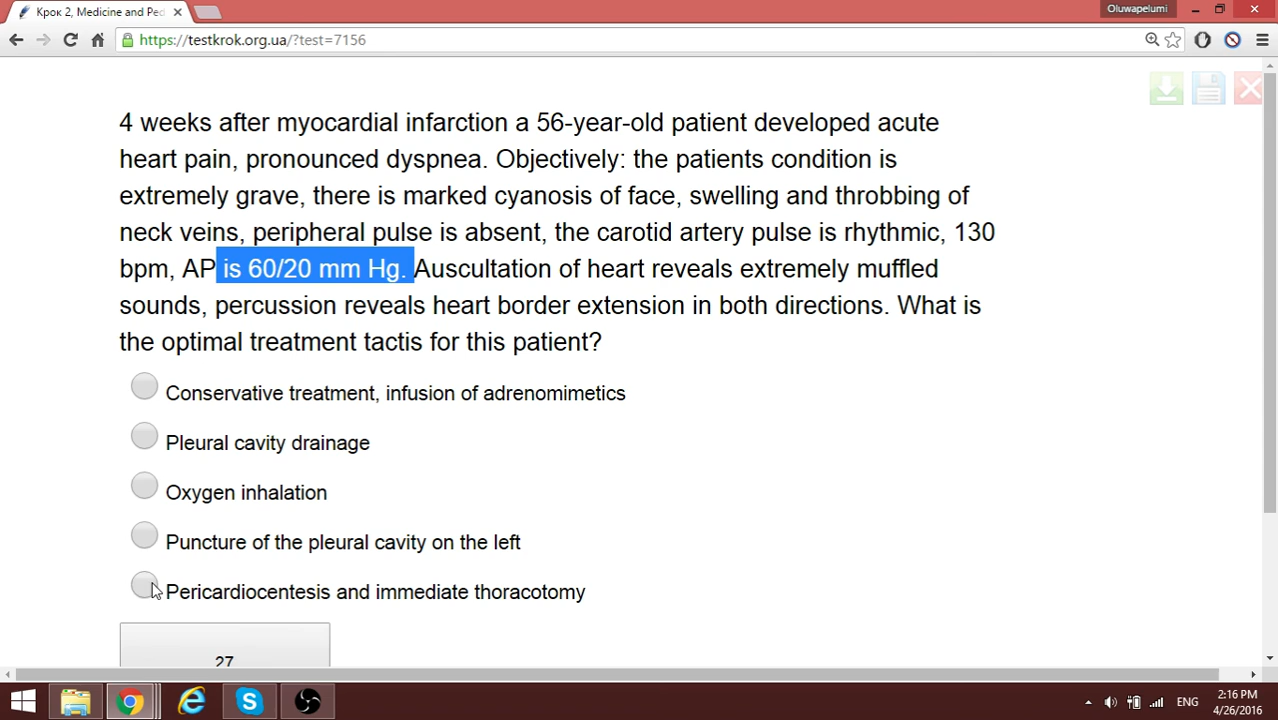 Крок 2, Medicine and Ped
Oluwapelumi
https://testkrok.org.ua/?test=7156
4 weeks after myocardial infarction a 56-year-old patient developed acute
heart pain, pronounced dyspnea. Objectively: the patients condition is
extremely grave, there is marked cyanosis of face, swelling and throbbing of
neck veins, peripheral pulse is absent, the carotid artery pulse is rhythmic, 130
bpm, AP is 60/20 mm Hg. Auscultation of heart reveals extremely muffled
sounds, percussion reveals heart border extension in both directions. What is
the optimal treatment tactis for this patient?
Conservative treatment, infusion of adrenomimetics
Pleural cavity drainage
Oxygen inhalation
Puncture of the pleural cavity on the left
Pericardiocentesis and immediate thoracotomy
27
ENG
2:16 PM
4/26/2016